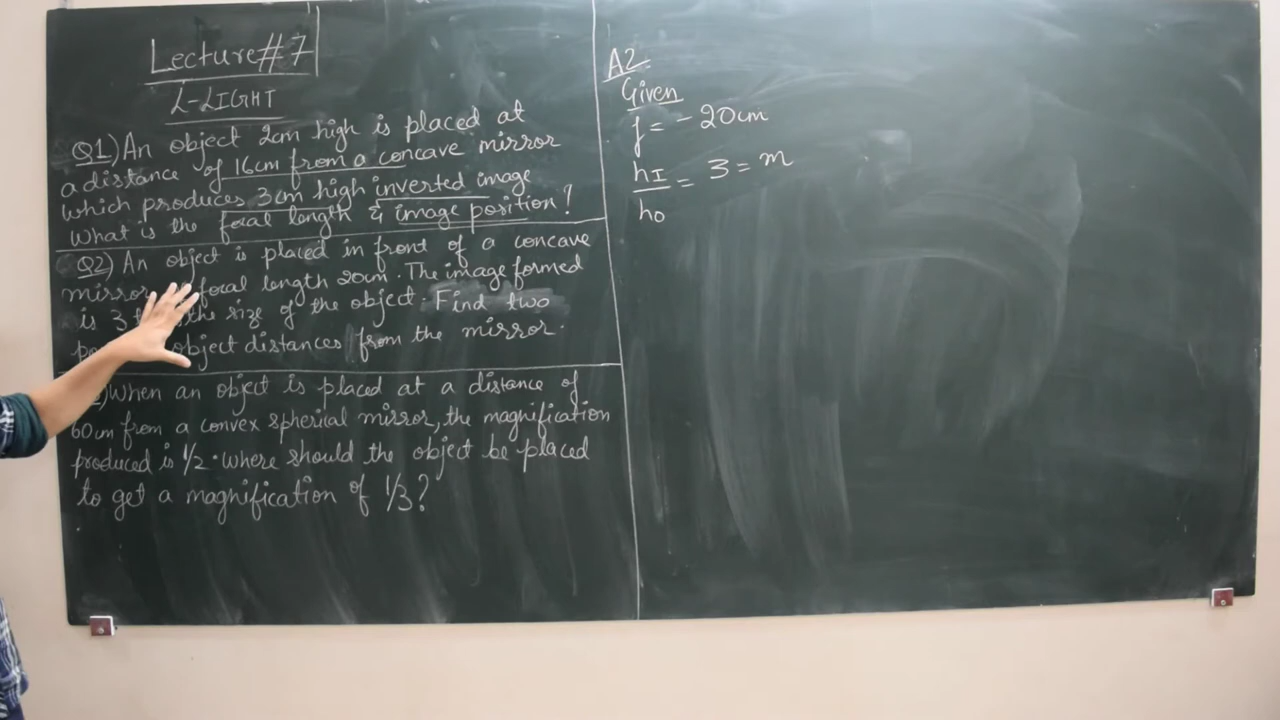 Lecture#7
L-LIGHT
Q1) An object 2cm high is placed at
a distance of 16cm from a concave mirror
which produces 3cm high inverted image
What is the focal length & image position?
Q2) An object is placed in front of a concave
mirror focal length 20cm. The image formed
is 3 the size of the object. Find two
object distances from the mirror.
When an object is placed at a distance of
60cm from a convex spherical mirror, the magnification
produced is 1/2. where should the object be placed
to get a magnification of 1/3?
A2
Given
f = - 20cm
hI/ho = 3 = m